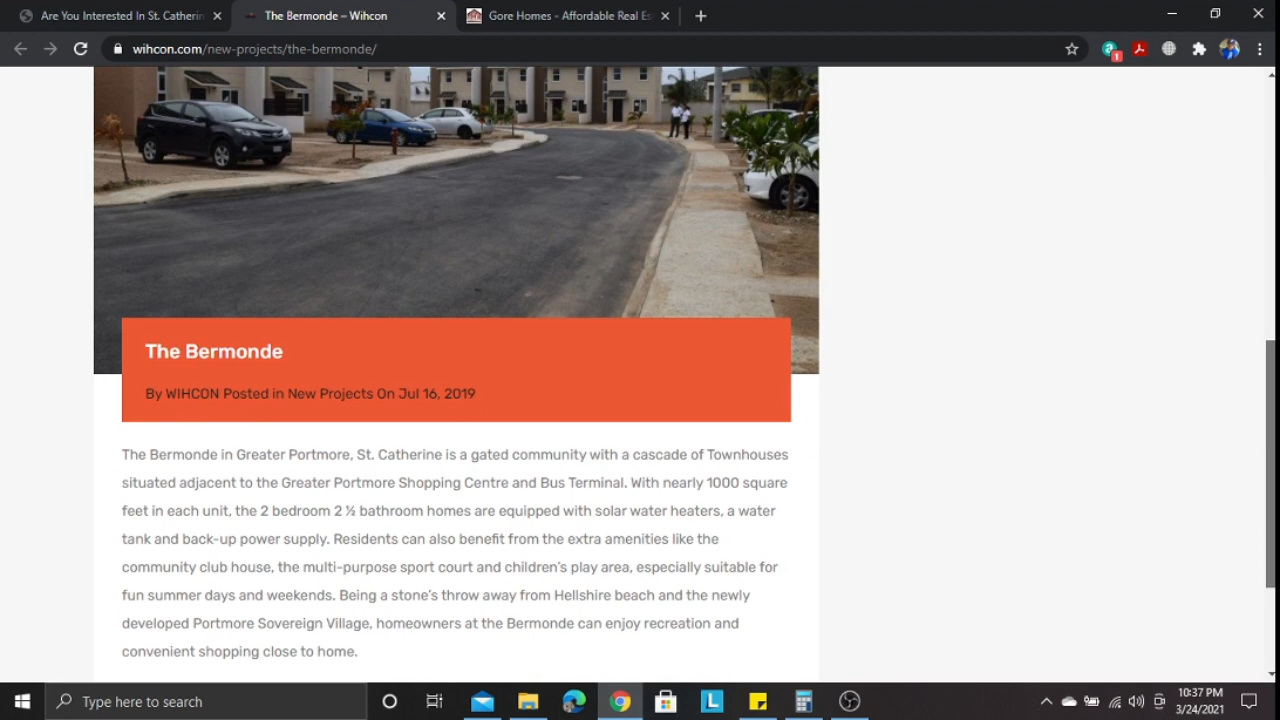 Are You Interested In St. Catherin
The Bermonde – Wihcon
Gore Homes - Affordable Real Es
wihcon.com/new-projects/the-bermonde/
1
The Bermonde
By WIHCON Posted in New Projects On Jul 16, 2019
The Bermonde in Greater Portmore, St. Catherine is a gated community with a cascade of Townhouses
situated adjacent to the Greater Portmore Shopping Centre and Bus Terminal. With nearly 1000 square
feet in each unit, the 2 bedroom 2 ½ bathroom homes are equipped with solar water heaters, a water
tank and back-up power supply. Residents can also benefit from the extra amenities like the
community club house, the multi-purpose sport court and children's play area, especially suitable for
fun summer days and weekends. Being a stone's throw away from Hellshire beach and the newly
developed Portmore Sovereign Village, homeowners at the Bermonde can enjoy recreation and
convenient shopping close to home.
Type here to search
L
10:37 PM
3/24/2021